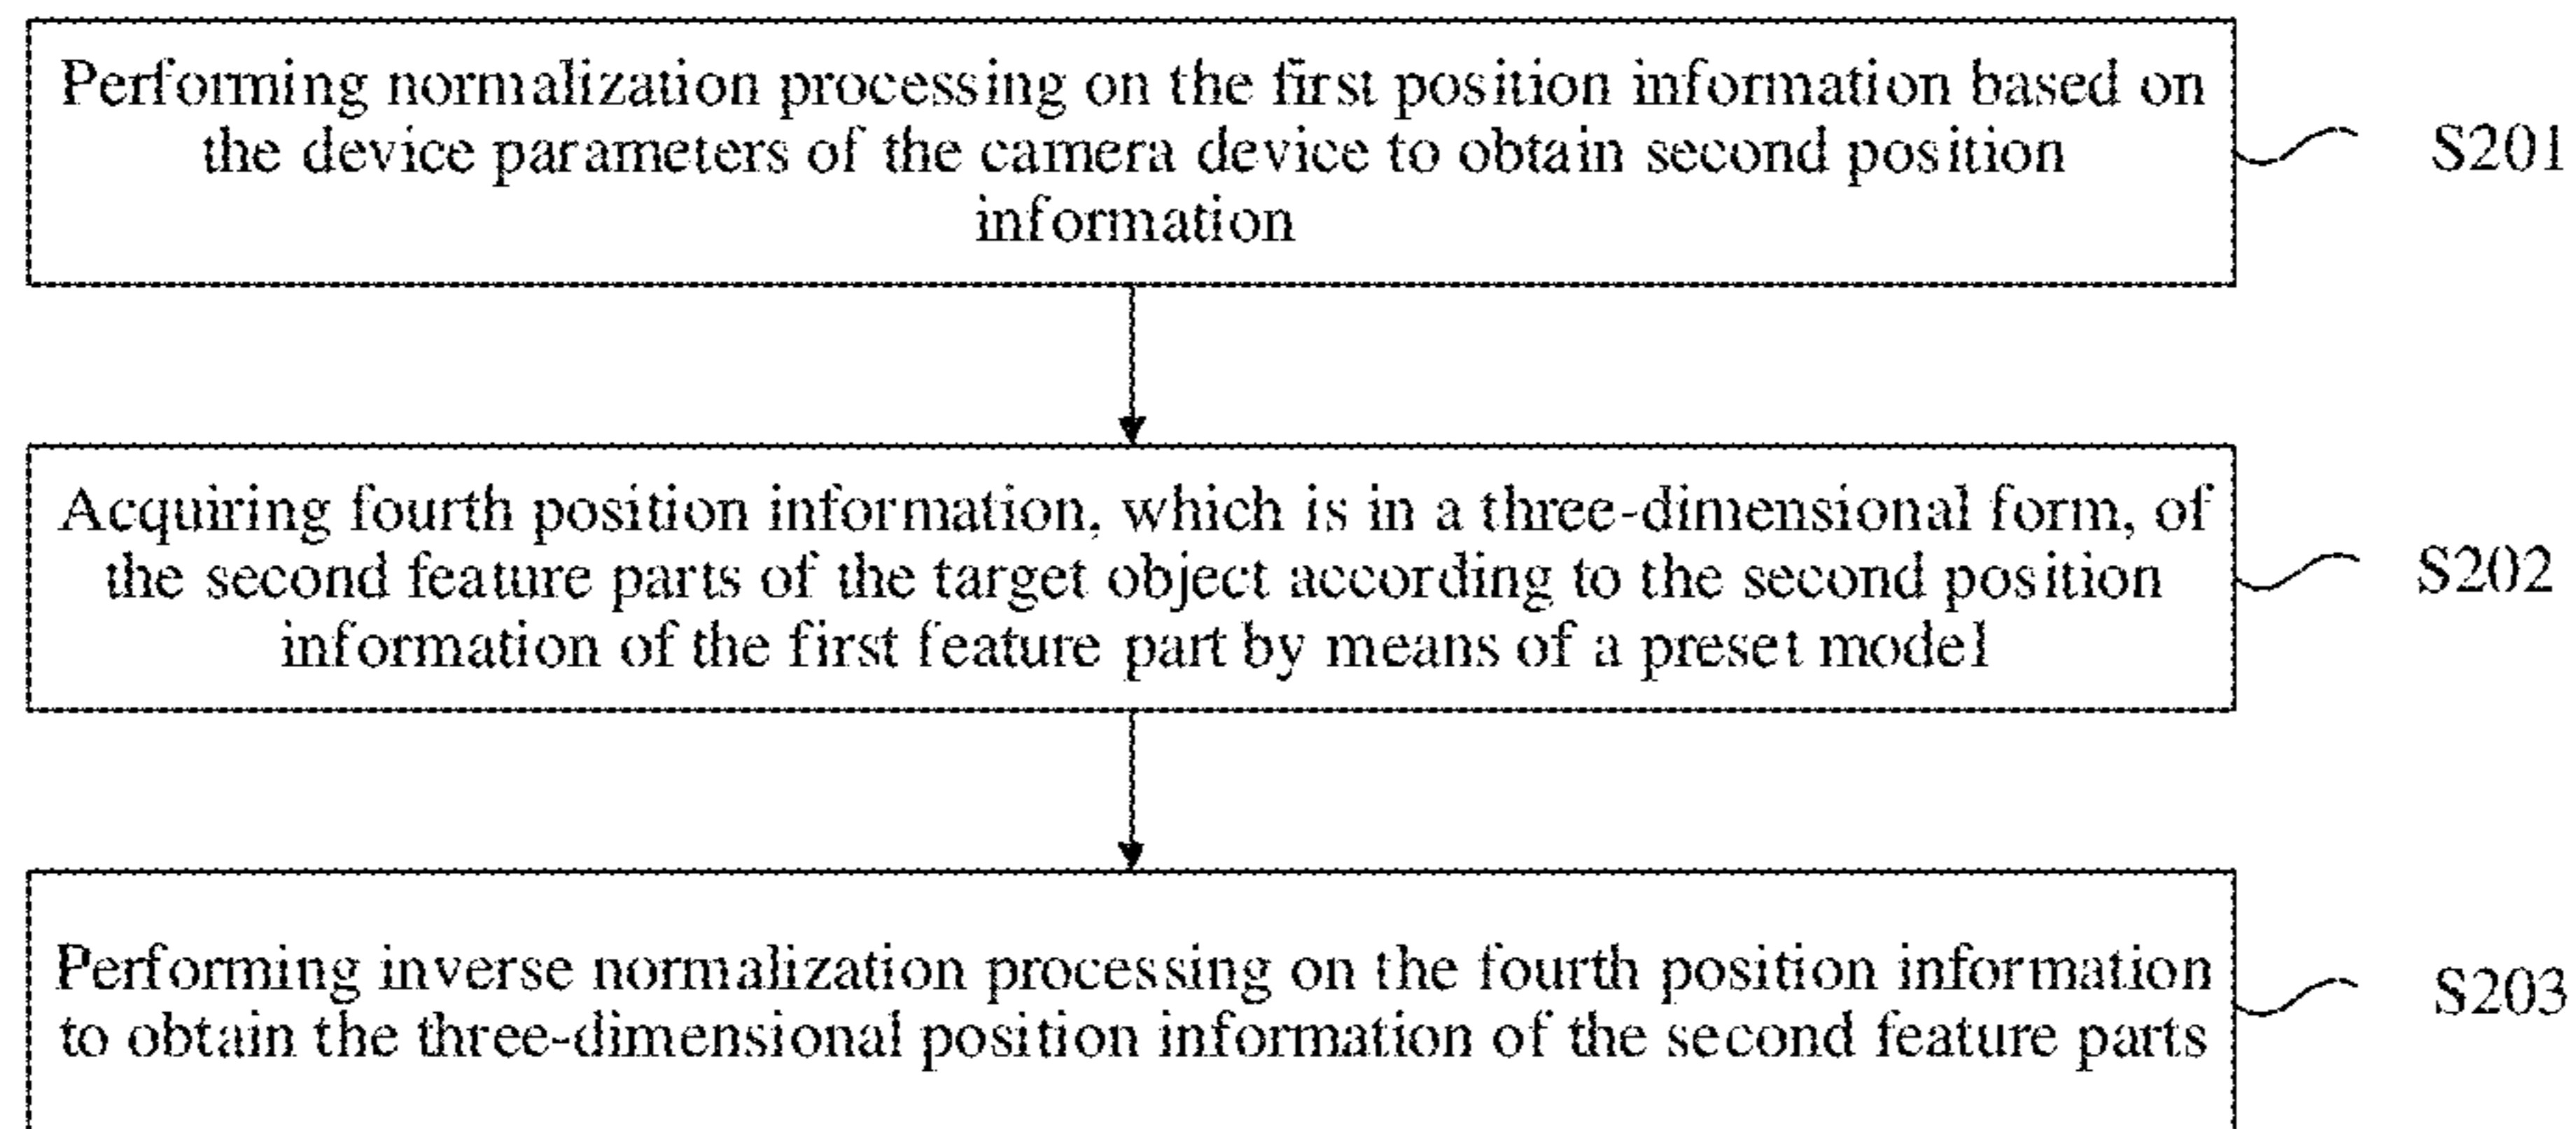 Performing normalization processing on the first position information based on
the device parameters of the camera device to obtain second position
information
S201
Acquiring fourth position information, which is in a three-dimensional form, of
the second feature parts of the target object according to the second position
information of the first feature part by means of a preset model
S202
Performing inverse normalization processing on the fourth position information
to obtain the three-dimensional position information of the second feature parts
S203